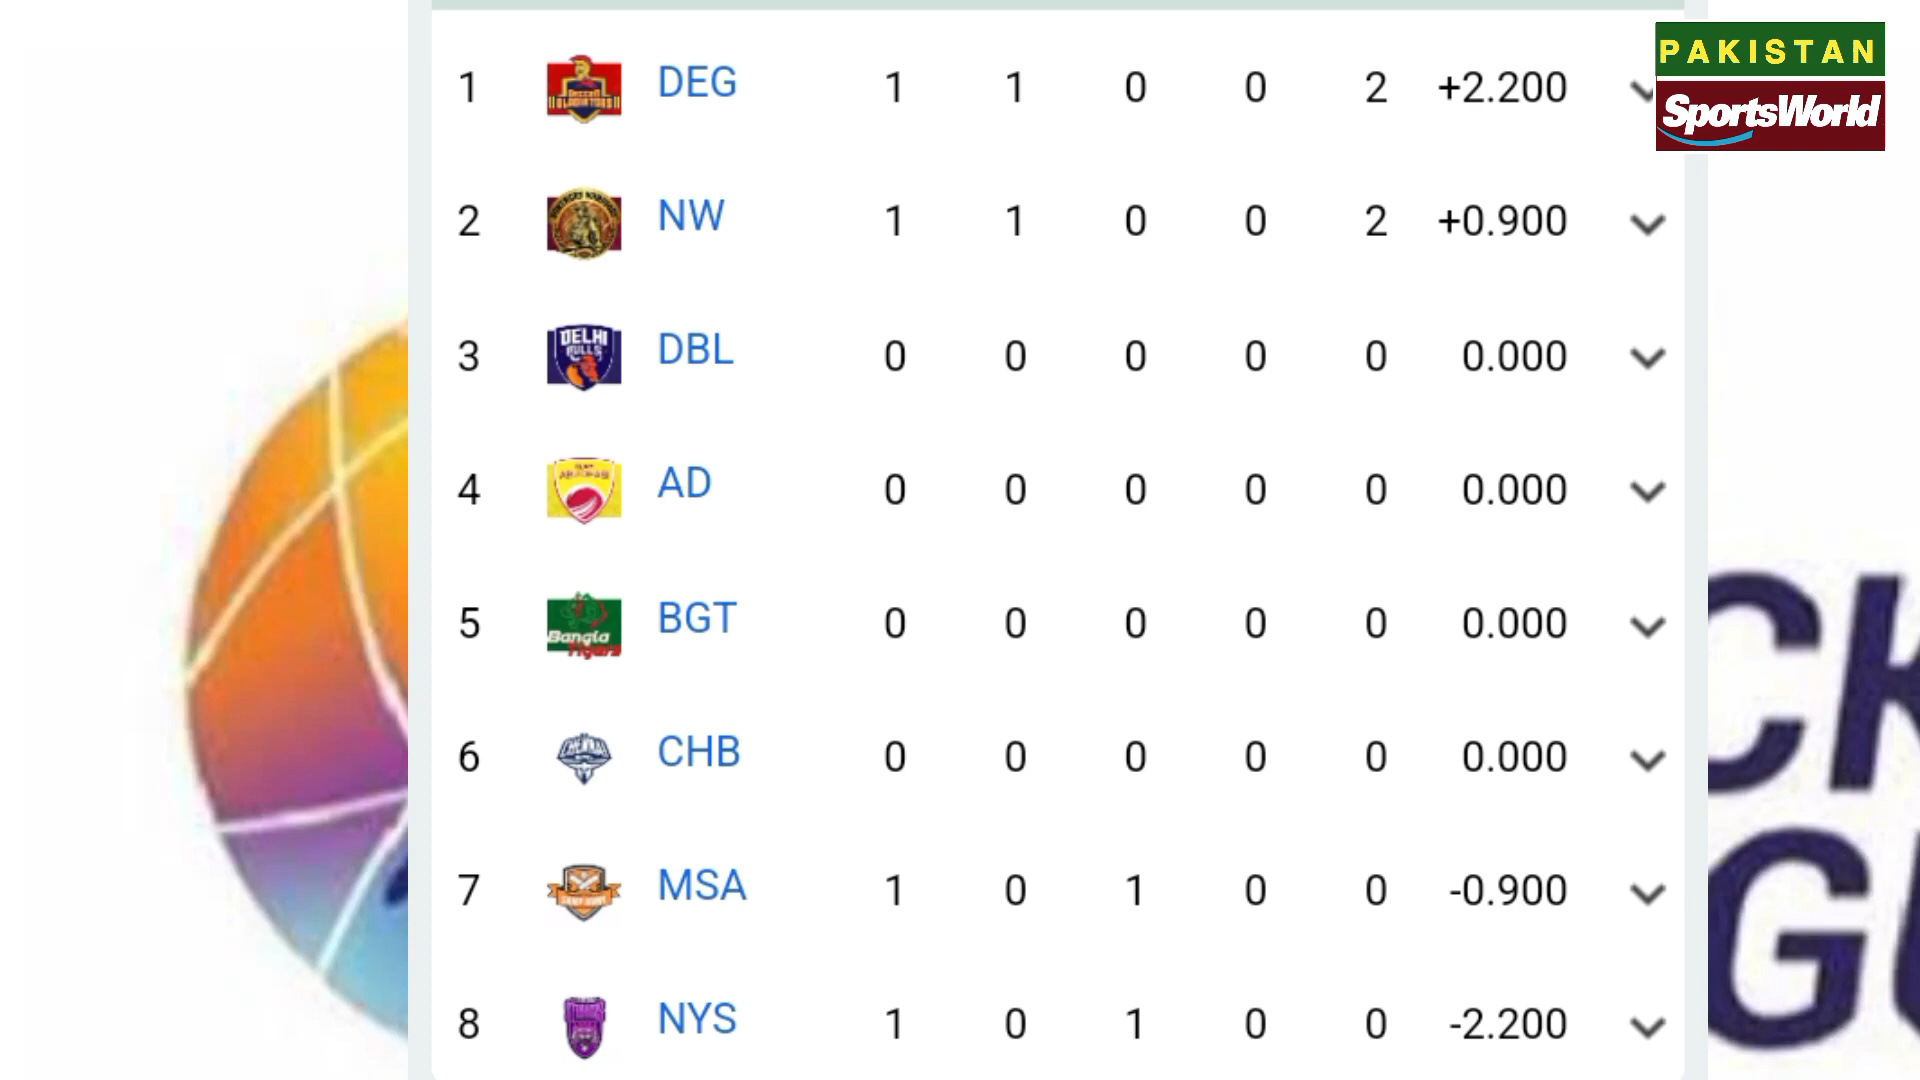 PAKISTAN
SportsWorld
1 DEG 1 1 0 0 2 +2.200
2 NW 1 1 0 0 2 +0.900
DELHI
BULLS
3 DBL 0 0 0 0 0 0.000
4 AD 0 0 0 0 0 0.000
Bangla
Tigers
5 BGT 0 0 0 0 0 0.000
6 CHB 0 0 0 0 0 0.000
7 MSA 1 0 1 0 0 -0.900
8 NYS 1 0 1 0 0 -2.200
CK
GU